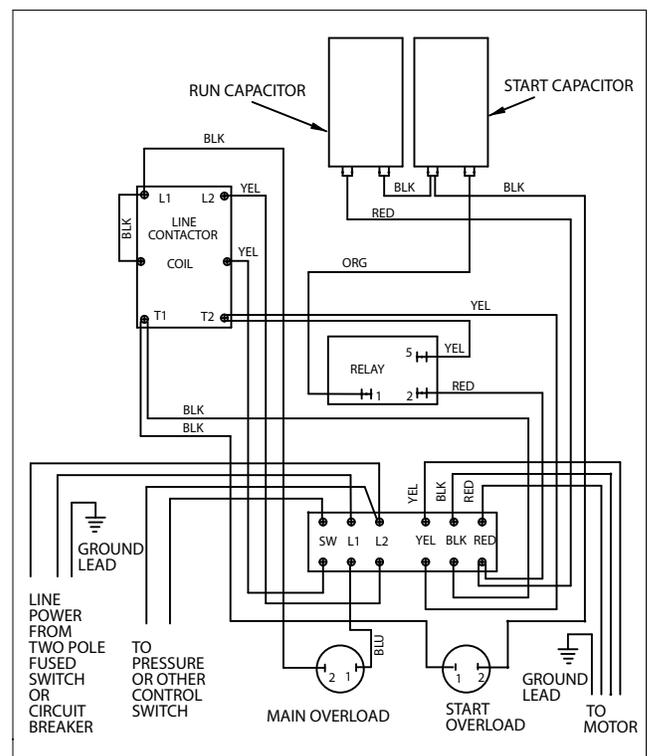 RUN CAPACITOR
START CAPACITOR
BLK
L1
L2
YEL
BLK
BLK
BLK
LINE
CONTACTOR
RED
YEL
COIL
ORG
T1
T2
YEL
5
YEL
RELAY
RED
1
2
BLK
BLK
YEL
BLK
RED
SW
L1
L2
YEL
BLK
RED
GROUND
LEAD
LINE
POWER
FROM
TWO POLE
FUSED
SWITCH
OR
CIRCUIT
BREAKER
TO
PRESSURE
OR OTHER
CONTROL
SWITCH
BLU
2
1
MAIN OVERLOAD
1
2
START
OVERLOAD
GROUND
LEAD
TO
MOTOR